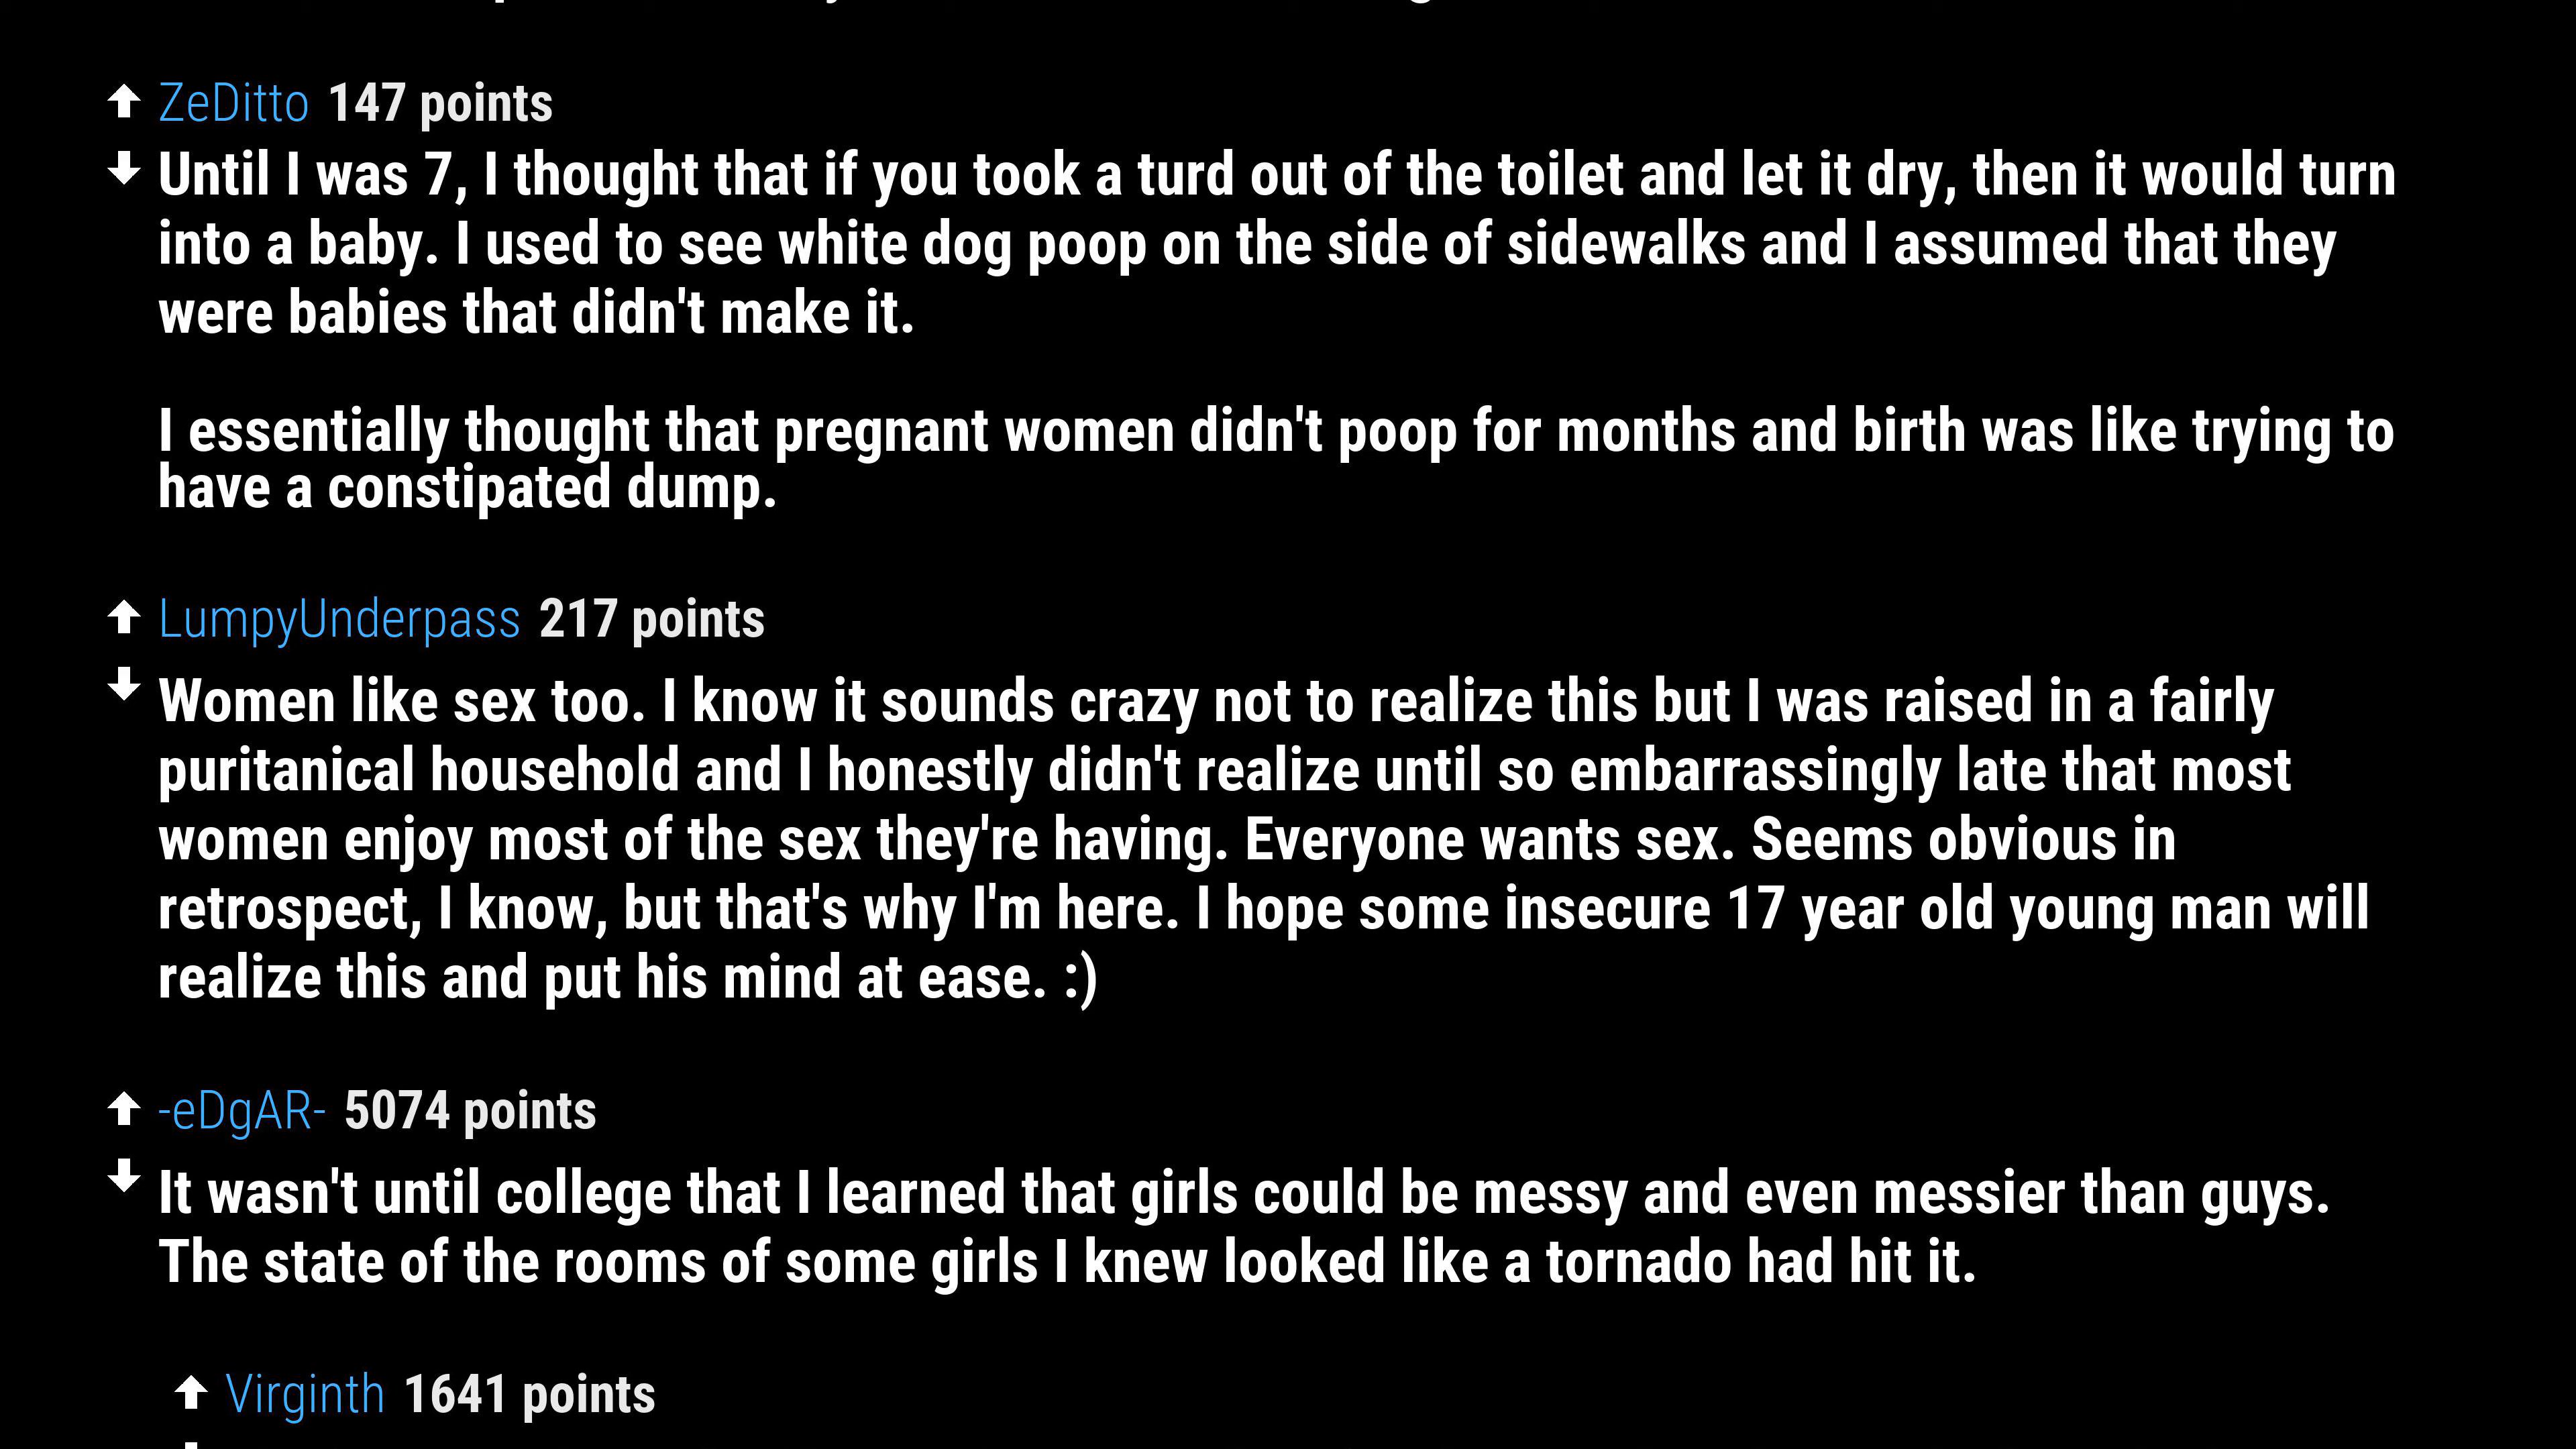 ZeDitto 147 points
Until I was 7, I thought that if you took a turd out of the toilet and let it dry, then it would turn
into a baby. I used to see white dog poop on the side of sidewalks and I assumed that they
were babies that didn't make it.
I essentially thought that pregnant women didn't poop for months and birth was like trying to
have a constipated dump.
LumpyUnderpass 217 points
Women like sex too. I know it sounds crazy not to realize this but I was raised in a fairly
puritanical household and I honestly didn't realize until so embarrassingly late that most
women enjoy most of the sex they're having. Everyone wants sex. Seems obvious in
retrospect, I know, but that's why I'm here. I hope some insecure 17 year old young man will
realize this and put his mind at ease. :)
-eDgAR- 5074 points
It wasn't until college that I learned that girls could be messy and even messier than guys.
The state of the rooms of some girls I knew looked like a tornado had hit it.
Virginth 1641 points